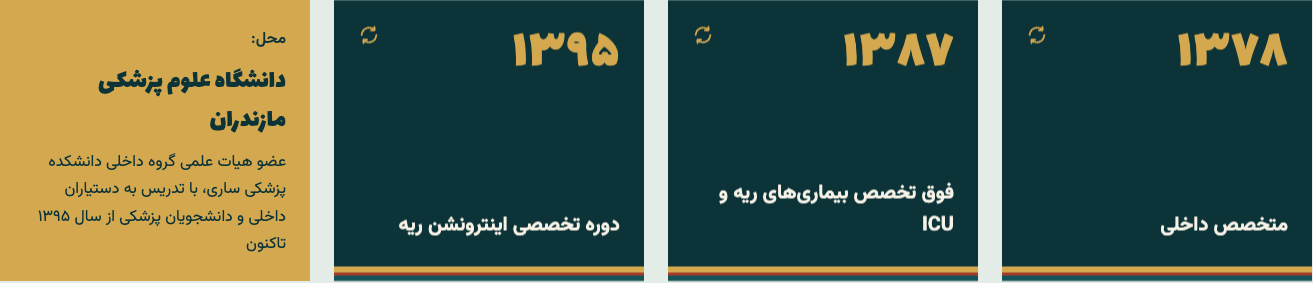 ۱۳۷۸
متخصص داخلی
۱۳۸۷
فوق تخصص بیماری‌های ریه و
ICU
۱۳۹۵
دوره تخصصی اینترونشن ریه
محل:
دانشگاه علوم پزشکی
مازندران
عضو هیات علمی گروه داخلی دانشکده
پزشکی ساری، با تدریس به دستیاران
داخلی و دانشجویان پزشکی از سال ۱۳۹۵
تاکنون